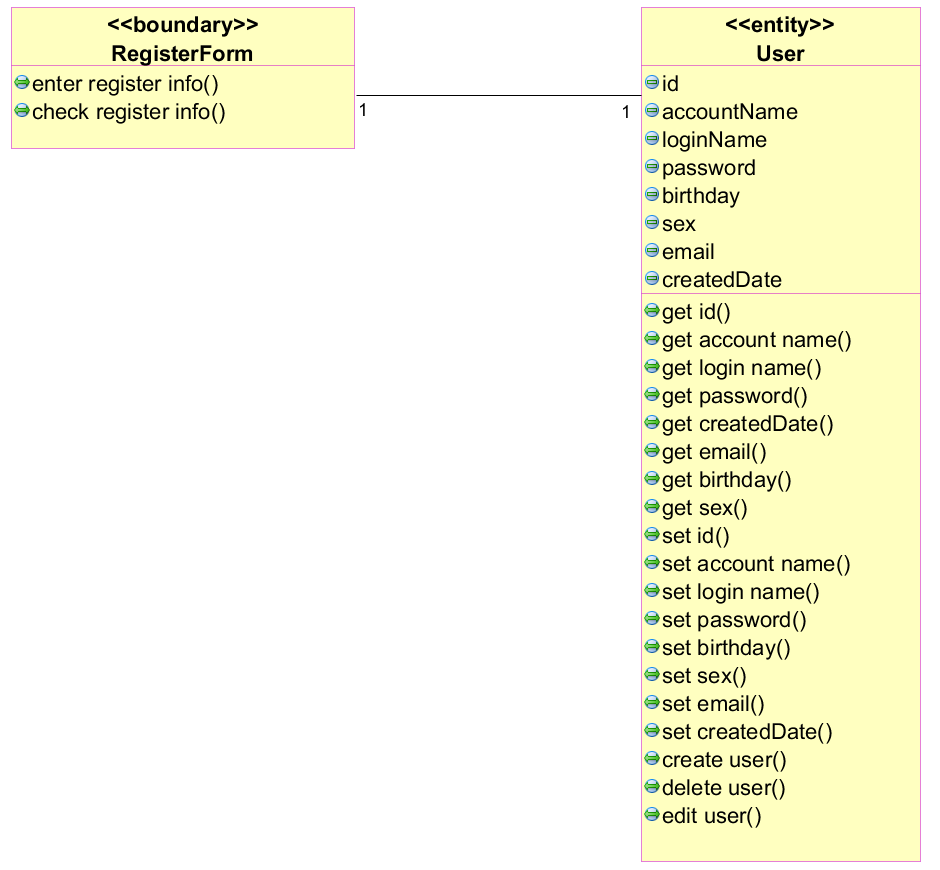 <<boundary>>
RegisterForm
enter register info()
check register info()
1
1
<<entity>>
User
id
accountName
loginName
password
birthday
sex
email
createdDate
get id()
get account name()
get login name()
get password()
get createdDate()
get email()
get birthday()
get sex()
set id()
set account name()
set login name()
set password()
set birthday()
set sex()
set email()
set createdDate()
create user()
delete user()
edit user()